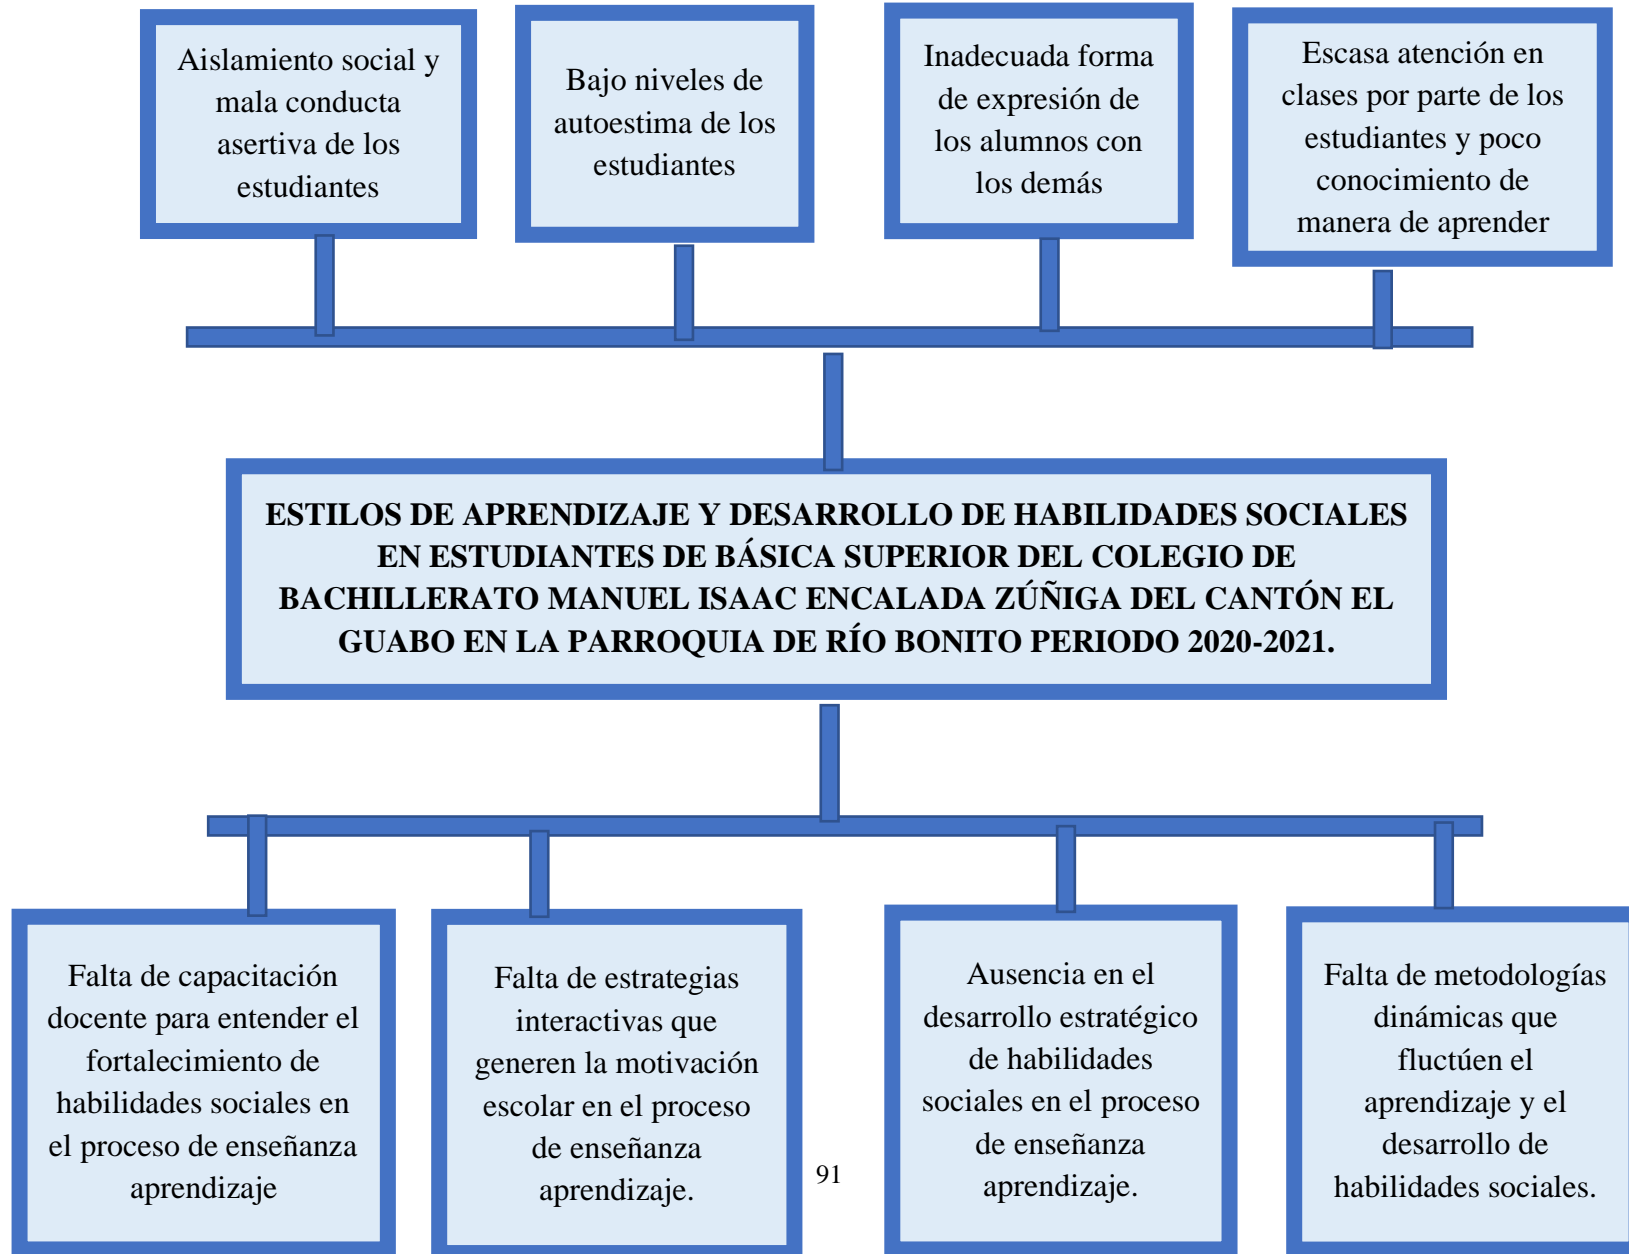 Aislamiento social y
mala conducta
asertiva de los
estudiantes
Bajo niveles de
autoestima de los
estudiantes
Inadecuada forma
de expresión de
los alumnos con
los demás
Escasa atención en
clases por parte de los
estudiantes y poco
conocimiento de
manera de aprender
ESTILOS DE APRENDIZAJE Y DESARROLLO DE HABILIDADES SOCIALES
EN ESTUDIANTES DE BÁSICA SUPERIOR DEL COLEGIO DE
BACHILLERATO MANUEL ISAAC ENCALADA ZÚÑIGA DEL CANTÓN EL
GUABO EN LA PARROQUIA DE RÍO BONITO PERIODO 2020-2021.
Falta de capacitación
docente para entender el
fortalecimiento de
habilidades sociales en
el proceso de enseñanza
aprendizaje
Falta de estrategias
interactivas que
generen la motivación
escolar en el proceso
de enseñanza
aprendizaje.
Ausencia en el
desarrollo estratégico
de habilidades
sociales en el proceso
de enseñanza
aprendizaje.
Falta de metodologías
dinámicas que
fluctúen el
aprendizaje y el
desarrollo de
habilidades sociales.
91